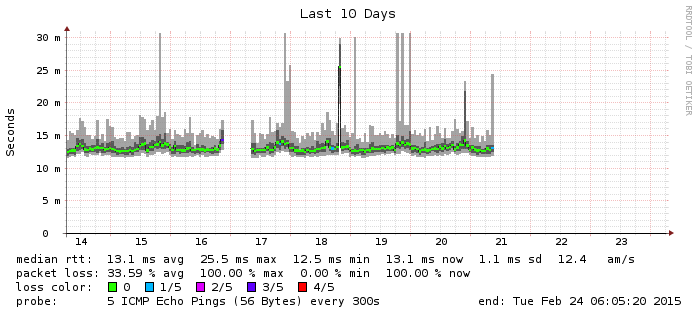 Last 10 Days
RRDTOOL / TOBI OETIKER
Seconds
30 m
25 m
20 m
15 m
10 m
5 m
0
14 15 16 17 18 19 20 21 22 23
median rtt: 13.1 ms avg 25.5 ms max 12.5 ms min 13.1 ms now 1.1 ms sd 12.4 am/s
packet loss: 33.59 % avg 100.00 % max 0.00 % min 100.00 % now
loss color: 0 1/5 2/5 3/5 4/5
probe: 5 ICMP Echo Pings (56 Bytes) every 300s end: Tue Feb 24 06:05:20 2015